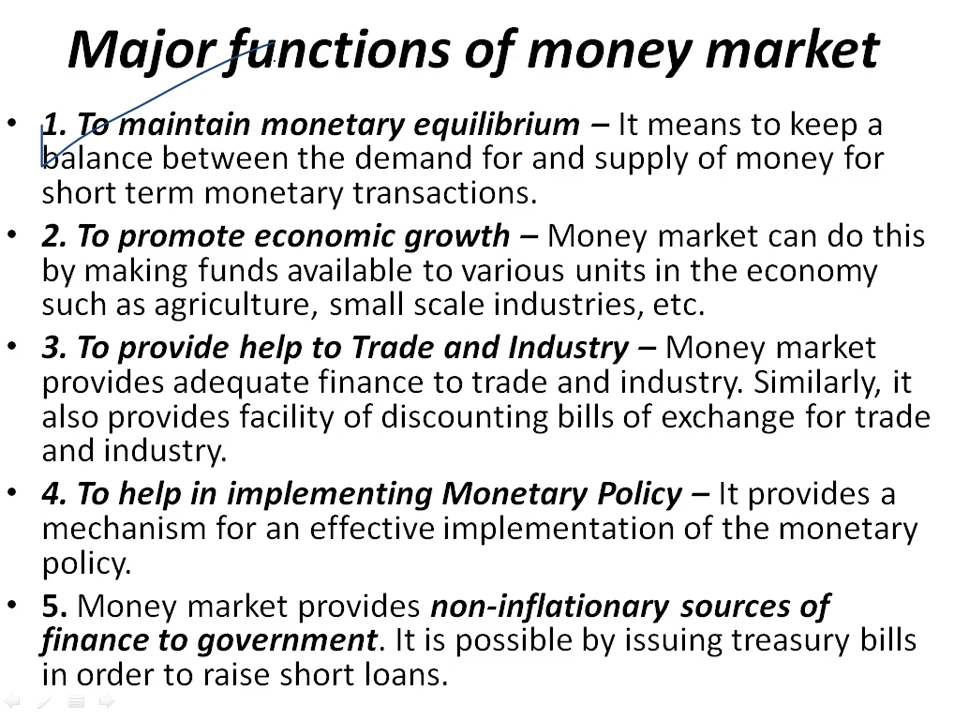 Major functions of money market
• 1. To maintain monetary equilibrium – It means to keep a
balance between the demand for and supply of money for
short term monetary transactions.
• 2. To promote economic growth – Money market can do this
by making funds available to various units in the economy
such as agriculture, small scale industries, etc.
• 3. To provide help to Trade and Industry – Money market
provides adequate finance to trade and industry. Similarly, it
also provides facility of discounting bills of exchange for trade
and industry.
• 4. To help in implementing Monetary Policy – It provides a
mechanism for an effective implementation of the monetary
policy.
• 5. Money market provides non-inflationary sources of
finance to government. It is possible by issuing treasury bills
in order to raise short loans.